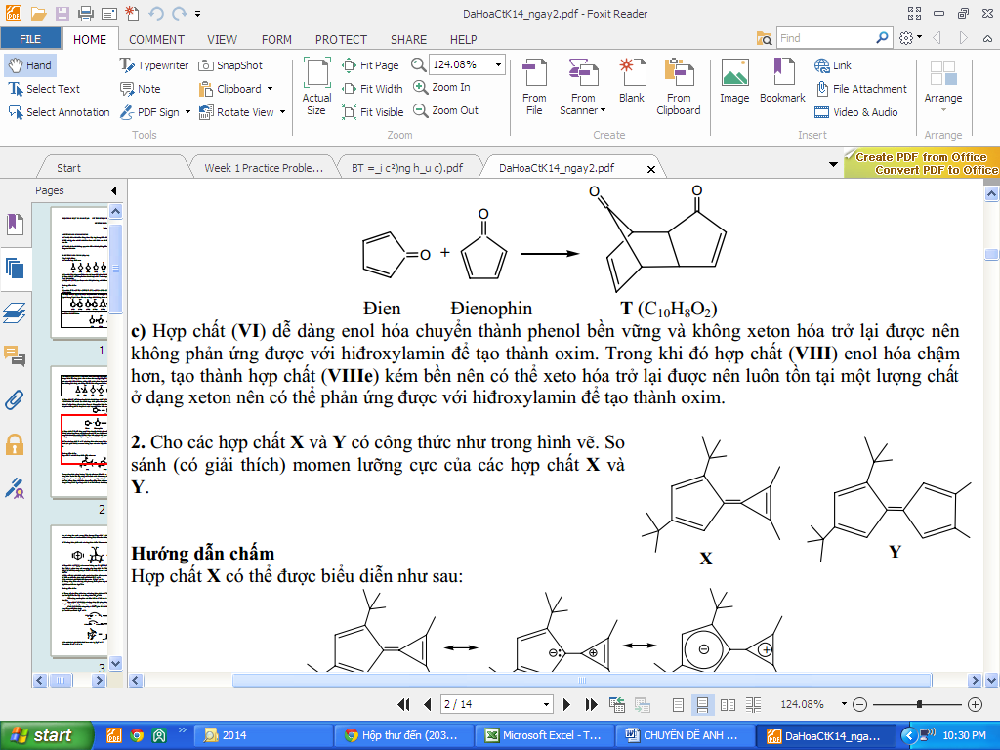 DaHoaCtK14_ngay2.pdf - Foxit Reader
FILE HOME COMMENT VIEW FORM PROTECT SHARE HELP Find
Hand
Select Text
Select Annotation
Typewriter
Note
PDF Sign
SnapShot
Clipboard
Rotate View
Tools
Actual Size
Fit Page
Fit Width
Fit Visible
124.08%
Zoom In
Zoom Out
Zoom
From File
From Scanner
Blank
From Clipboard
Create
Image
Bookmark
Link
File Attachment
Video & Audio
Insert
Arrange
Arrange
Start
Week 1 Practice Proble...
BT =_i c²)ng h_u c).pdf
DaHoaCtK14_ngay2.pdf
Create PDF from Office
Convert PDF to Office
Pages
1
2
3
O O O O
+
Đien Đienophin T (C₁₀H₈O₂)
c) Hợp chất (VI) dễ dàng enol hóa chuyển thành phenol bền vững và không xeton hóa trở lại được nên
không phản ứng được với hiđroxylamin để tạo thành oxim. Trong khi đó hợp chất (VIII) enol hóa chậm
hơn, tạo thành hợp chất (VIIIe) kém bền nên có thể xeto hóa trở lại được nên luôn tồn tại một lượng chất
ở dạng xeton nên có thể phản ứng được với hiđroxylamin để tạo thành oxim.
2. Cho các hợp chất X và Y có công thức như trong hình vẽ. So
sánh (có giải thích) momen lưỡng cực của các hợp chất X và
Y.
X Y
Hướng dẫn chấm
Hợp chất X có thể được biểu diễn như sau:
2 / 14
124.08%
start
2014
Hộp thư đến (203...
Microsoft Excel - T...
CHUYÊN ĐỀ ANH ...
DaHoaCtK14_nga...
10:30 PM